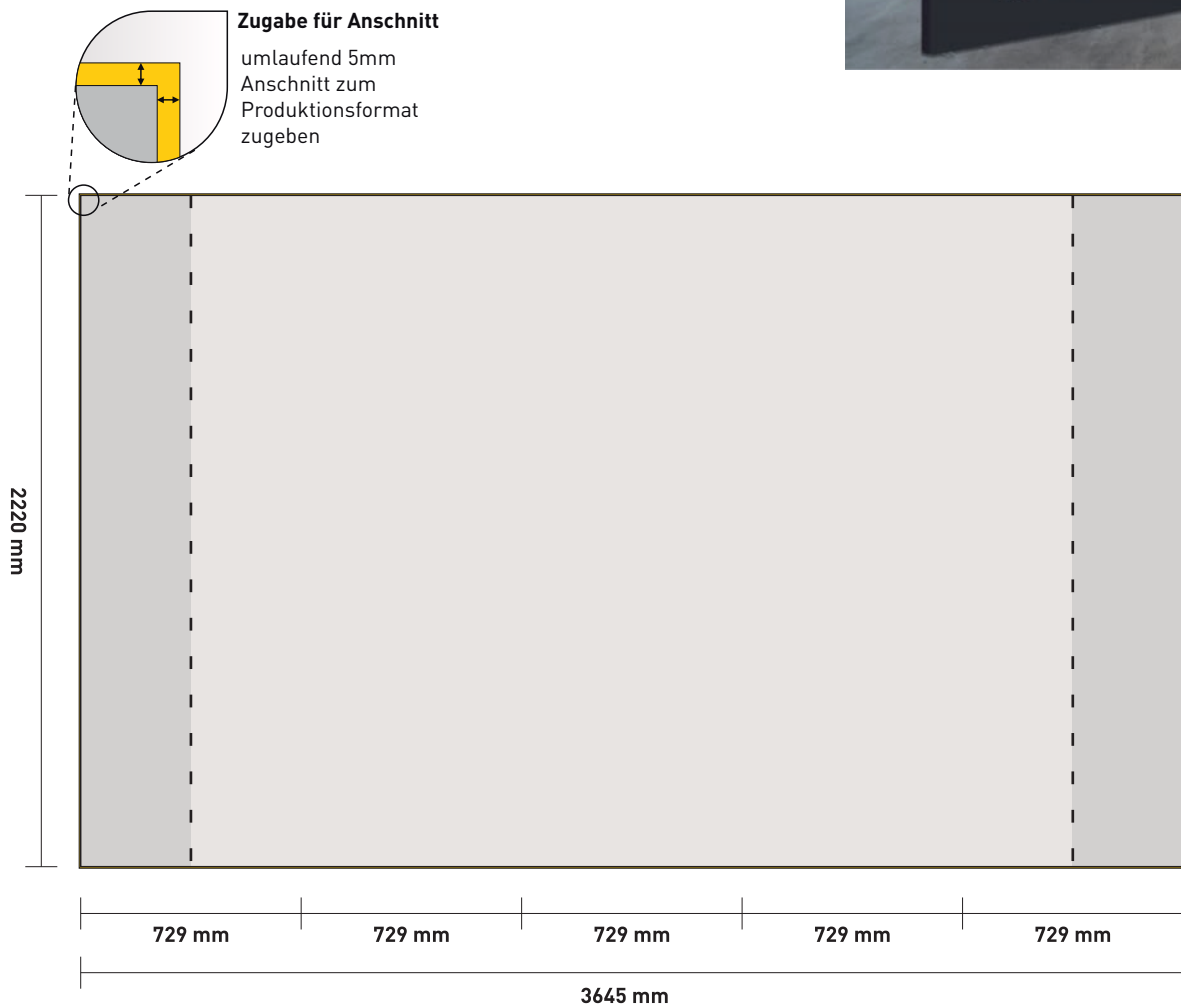 Zugabe für Anschnitt
umlaufend 5mm
Anschnitt zum
Produktionsformat
zugeben
2220 mm
729 mm
729 mm
729 mm
729 mm
729 mm
3645 mm